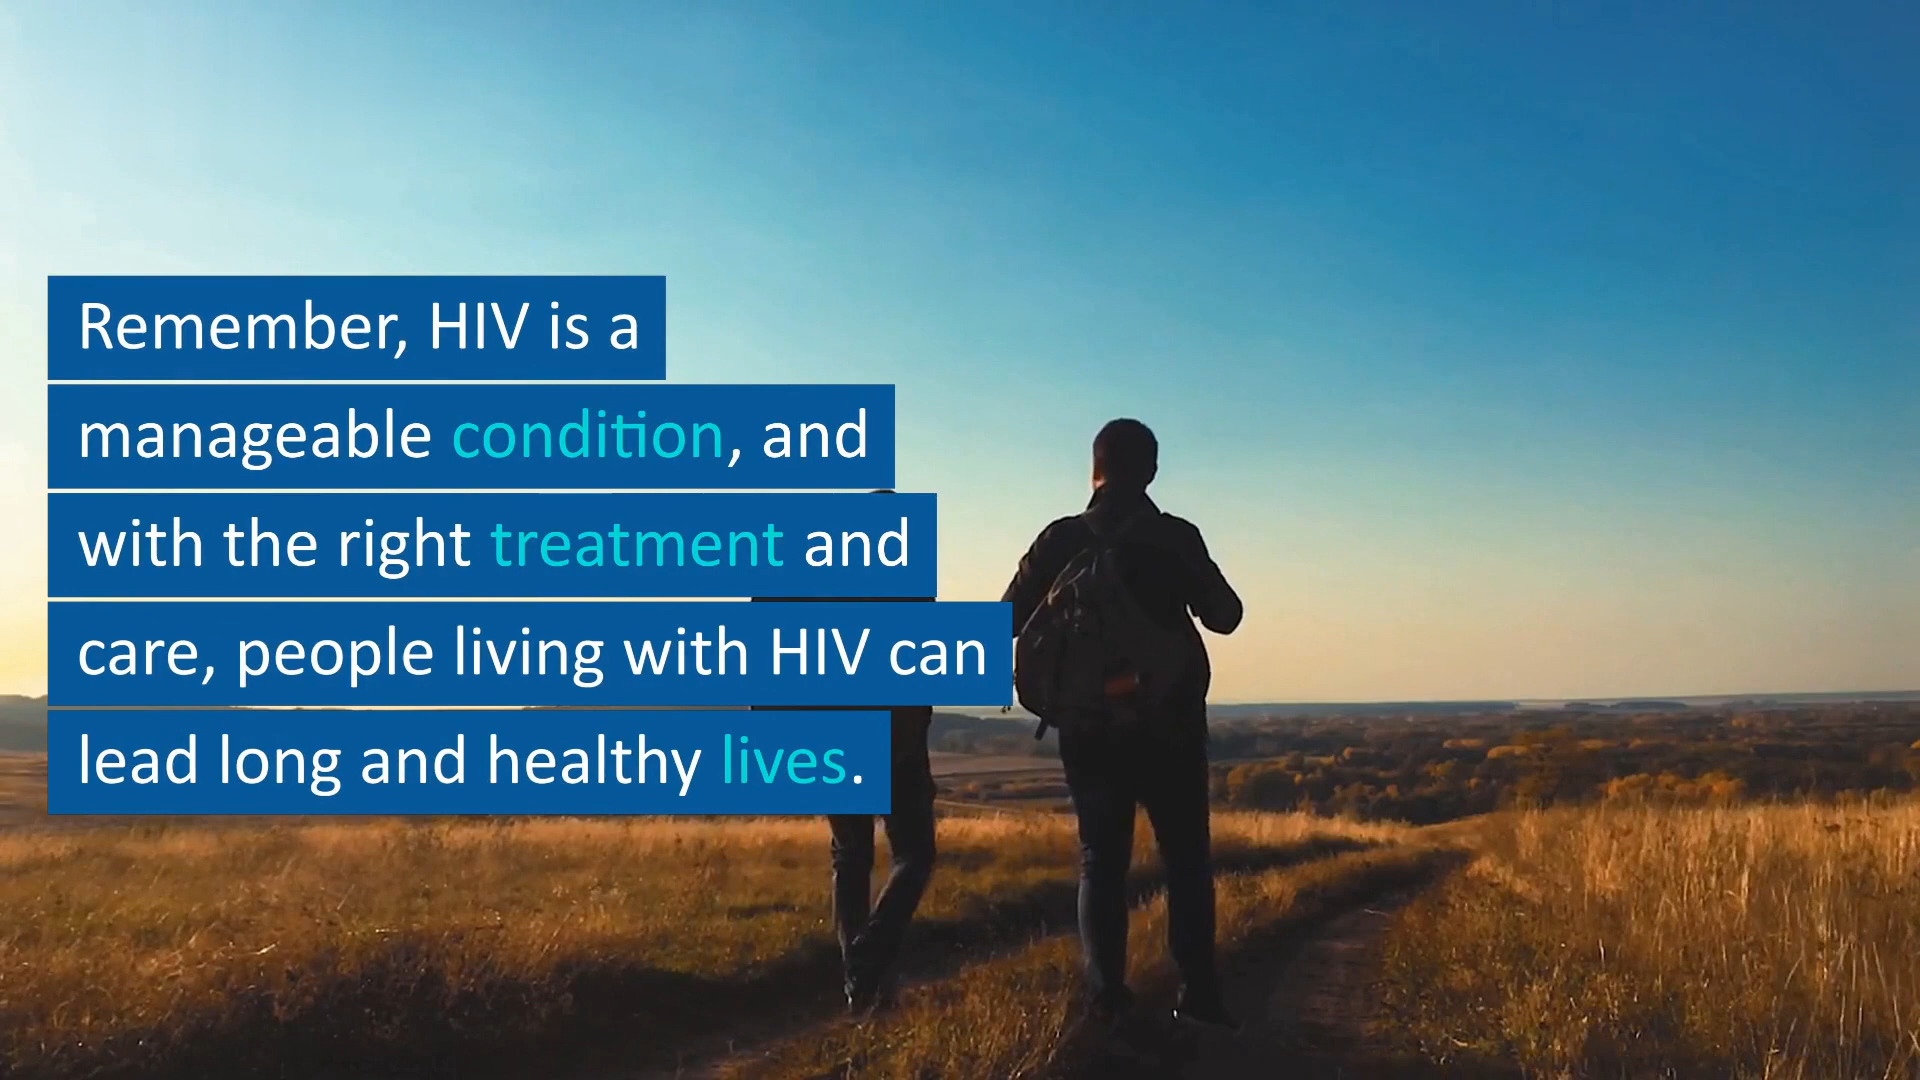 Remember, HIV is a
manageable condition, and
with the right treatment and
care, people living with HIV can
lead long and healthy lives.